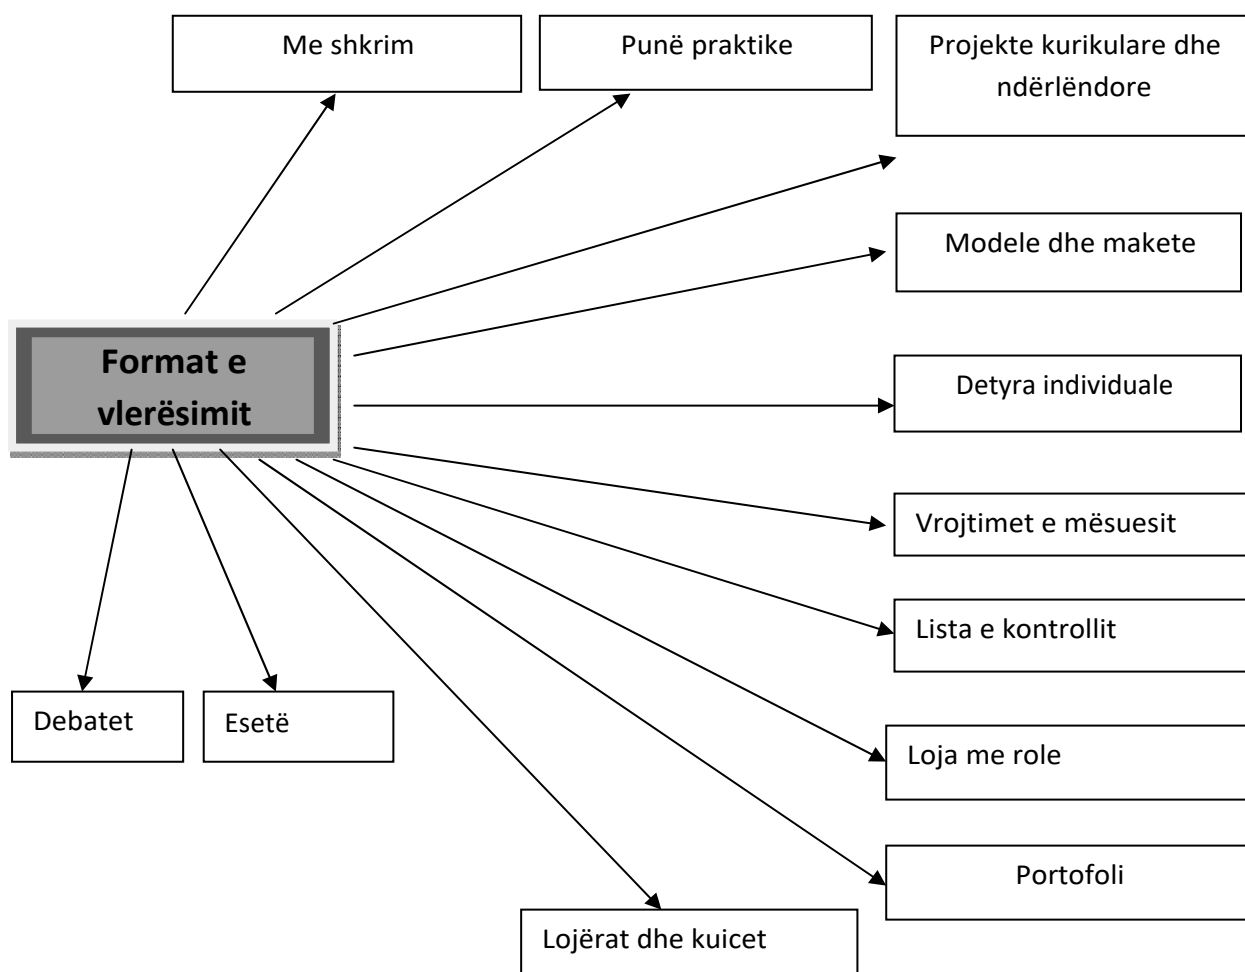 Me shkrim
Punë praktike
Projekte kurikulare dhe
ndërlëndore
Modele dhe makete
Format e
vlerësimit
Detyra individuale
Vrojtimet e mësuesit
Lista e kontrollit
Debatet
Esetë
Loja me role
Portofoli
Lojërat dhe kuicet